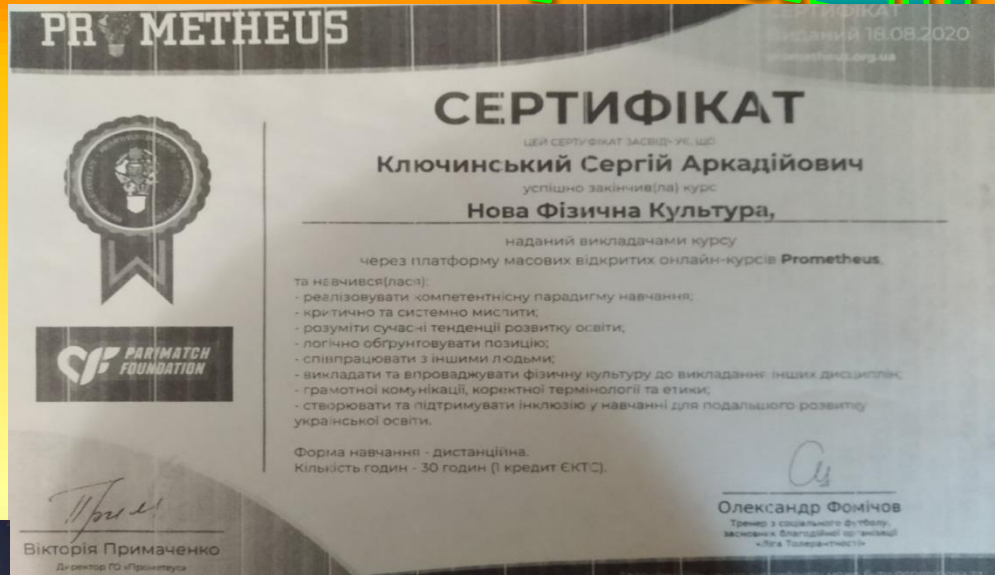 PR METHEUS
СЕРТИФІКАТ
Виданий 18.08.2020
prometheus.org.ua
СЕРТИФІКАТ
ЦЕЙ СЕРТИФІКАТ ЗАСВІДЧУЄ, ЩО
Ключинський Сергій Аркадійович
успішно закінчив(ла) курс
Нова Фізична Культура,
наданий викладачами курсу
через платформу масових відкритих онлайн-курсів Prometheus,
та навчився(лася):
- реалізовувати компетентнісну парадигму навчання;
- критично та системно мислити;
- розуміти сучасні тенденції розвитку освіти;
- логічно обґрунтовувати позицію;
- співпрацювати з іншими людьми;
- викладати та впроваджувати фізичну культуру до викладання інших дисциплін;
- грамотної комунікації, коректної термінології та етики;
- створювати та підтримувати інклюзію у навчанні для подальшого розвитку
української освіти.
Форма навчання - дистанційна.
Кількість годин - 30 годин (1 кредит ЄКТС).
PARIMATCH
FOUNDATION
Вікторія Примаченко
Директор ГО «Прометеус»
Олександр Фомічов
Тренер з соціального футболу,
засновник благодійної організації
«Ліга Толерантності»